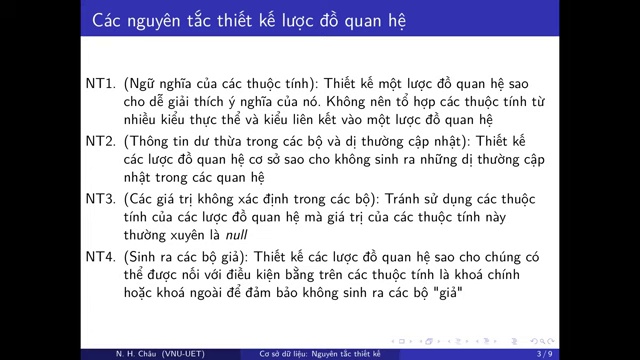 Các nguyên tắc thiết kế lược đồ quan hệ
NT1. (Ngữ nghĩa của các thuộc tính): Thiết kế một lược đồ quan hệ sao
cho dễ giải thích ý nghĩa của nó. Không nên tổ hợp các thuộc tính từ
nhiều kiểu thực thể và kiểu liên kết vào một lược đồ quan hệ
NT2. (Thông tin dư thừa trong các bộ và dị thường cập nhật): Thiết kế
các lược đồ quan hệ cơ sở sao cho không sinh ra những dị thường cập
nhật trong các quan hệ
NT3. (Các giá trị không xác định trong các bộ): Tránh sử dụng các thuộc
tính của các lược đồ quan hệ mà giá trị của các thuộc tính này
thường xuyên là null
NT4. (Sinh ra các bộ giả): Thiết kế các lược đồ quan hệ sao cho chúng có
thể được nối với điều kiện bằng trên các thuộc tính là khoá chính
hoặc khoá ngoài để đảm bảo không sinh ra các bộ "giả"
N. H. Châu (VNU-UET) Cơ sở dữ liệu: Nguyên tắc thiết kế 3 / 9